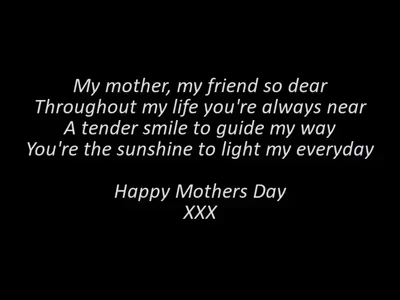 My mother, my friend so dear
Throughout my life you're always near
A tender smile to guide my way
You're the sunshine to light my everyday
Happy Mothers Day
XXX